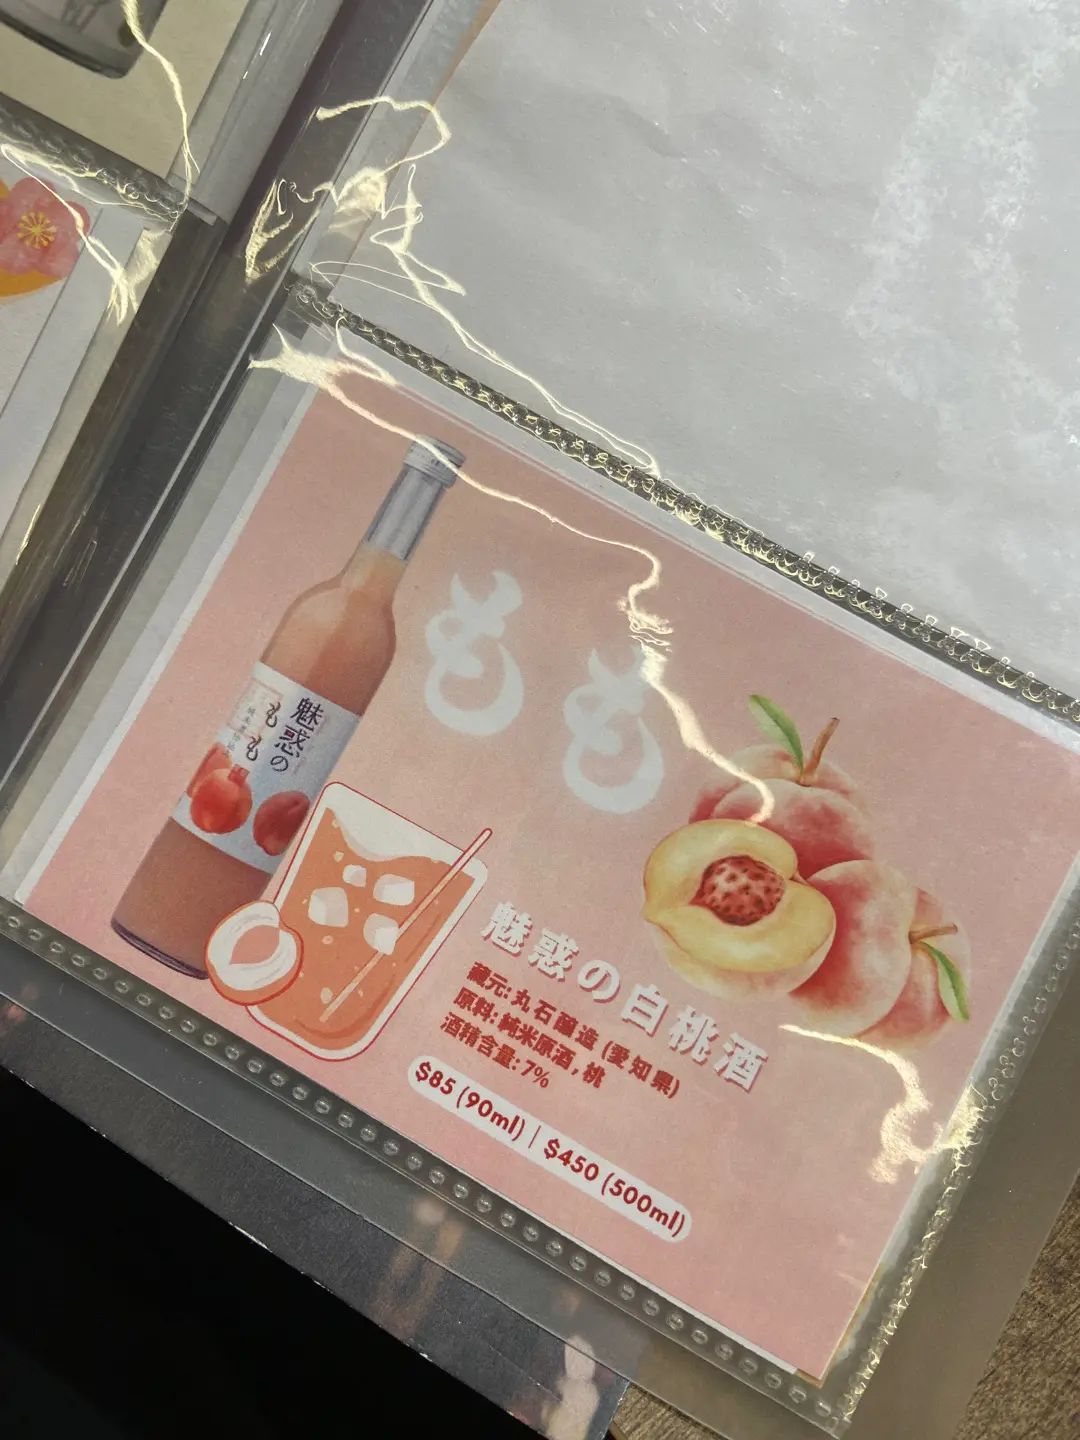 もも
魅惑の
もも
魅惑の白桃酒
藏元: 丸石醸造 (愛知県)
原料: 純米原酒, 桃
酒精含量: 7%
$85 (90ml) | $450 (500ml)